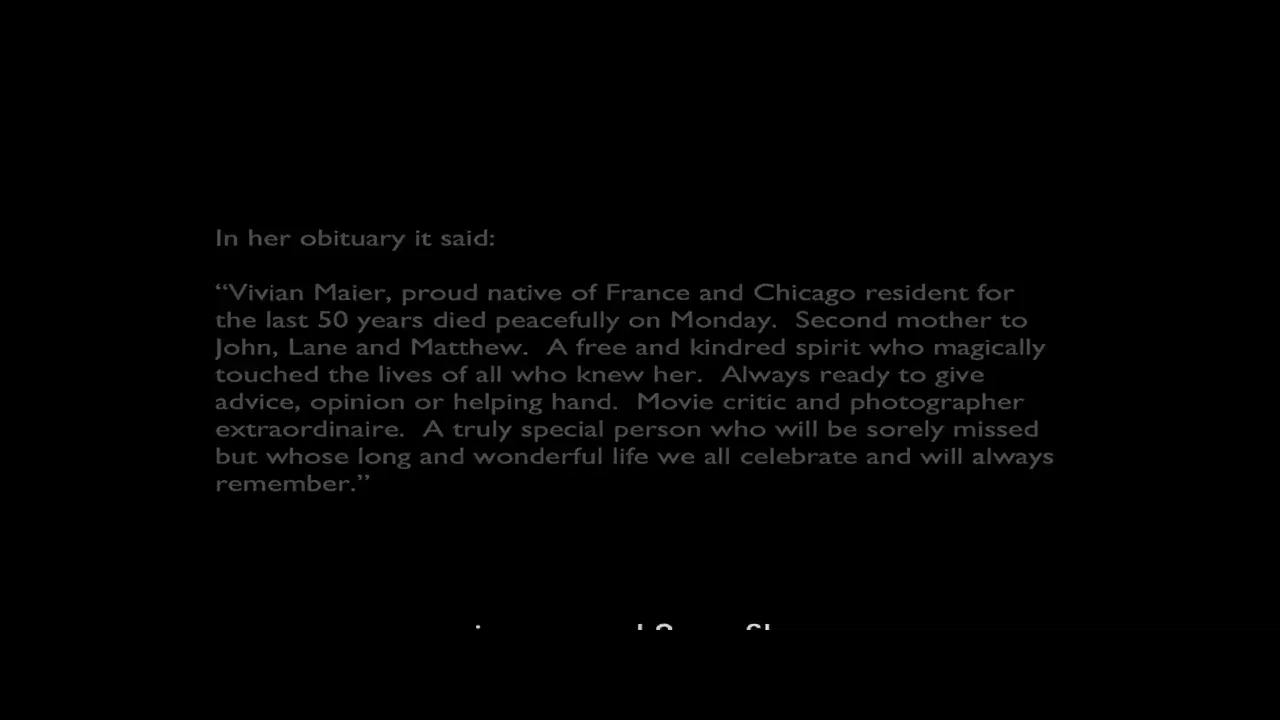 In her obituary it said:
“Vivian Maier, proud native of France and Chicago resident for
the last 50 years died peacefully on Monday.  Second mother to
John, Lane and Matthew.  A free and kindred spirit who magically
touched the lives of all who knew her.  Always ready to give
advice, opinion or helping hand.  Movie critic and photographer
extraordinaire.  A truly special person who will be sorely missed
but whose long and wonderful life we all celebrate and will always
remember.”